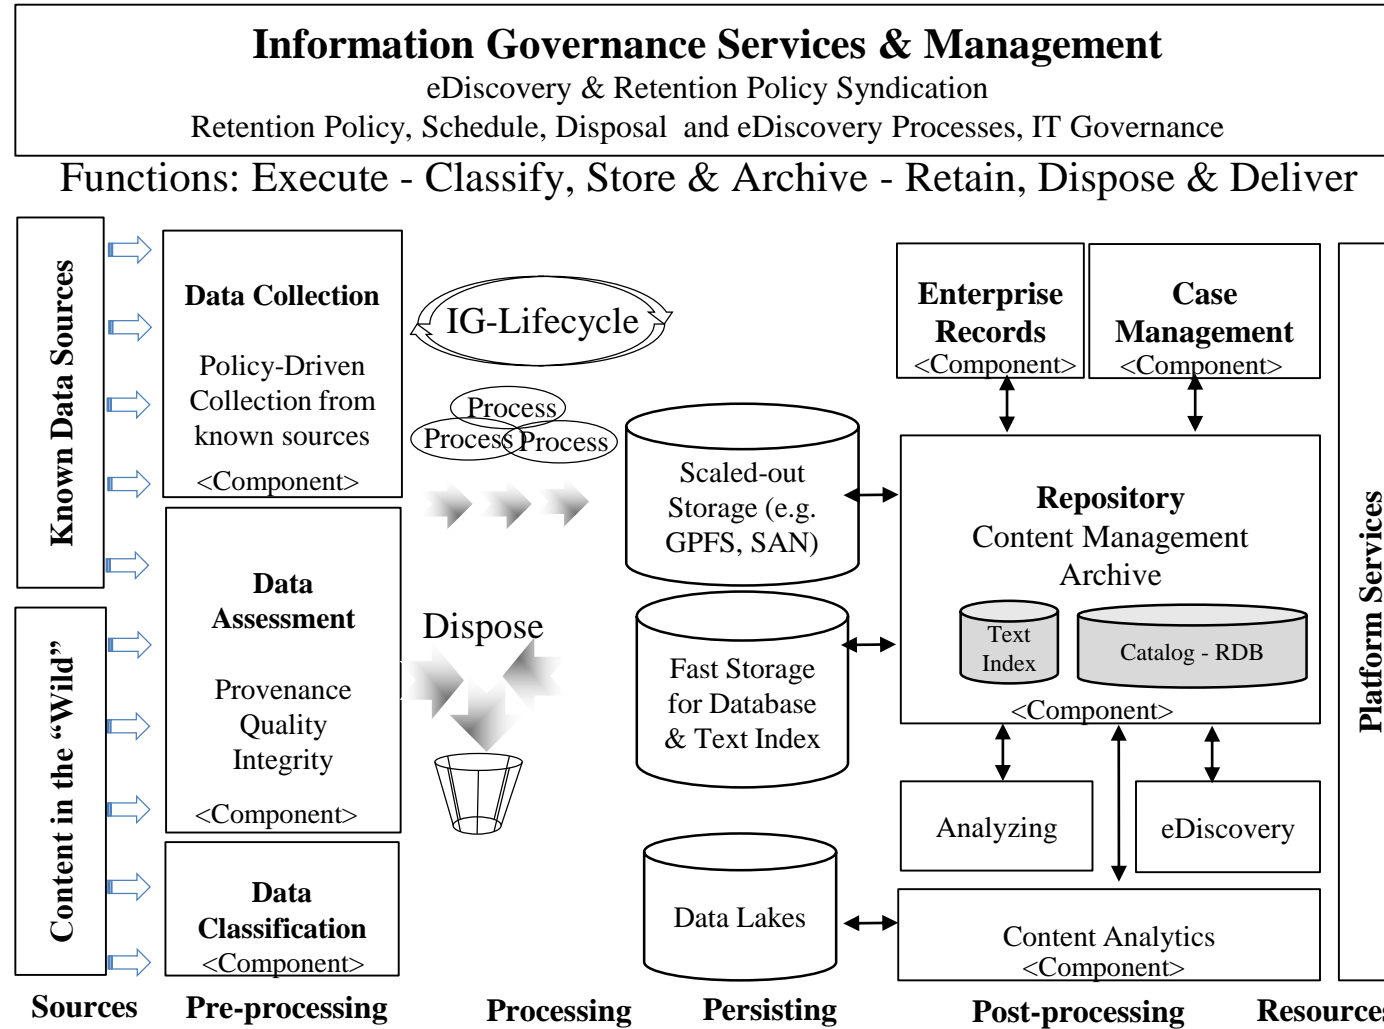 Information Governance Services & Management
eDiscovery & Retention Policy Syndication
Retention Policy, Schedule, Disposal and eDiscovery Processes, IT Governance
Functions: Execute - Classify, Store & Archive - Retain, Dispose & Deliver
Known Data Sources
Content in the “Wild”
Data Collection
Policy-Driven
Collection from
known sources
<Component>
Data
Assessment
Provenance
Quality
Integrity
<Component>
Data
Classification
<Component>
IG-Lifecycle
Process
Process
Process
Dispose
Scaled-out
Storage (e.g.
GPFS, SAN)
Fast Storage
for Database
& Text Index
Data Lakes
Enterprise
Records
<Component>
Case
Management
<Component>
Repository
Content Management
Archive
Text
Index
Catalog - RDB
<Component>
Analyzing
eDiscovery
Content Analytics
<Component>
Platform Services
Sources
Pre-processing
Processing
Persisting
Post-processing
Resources